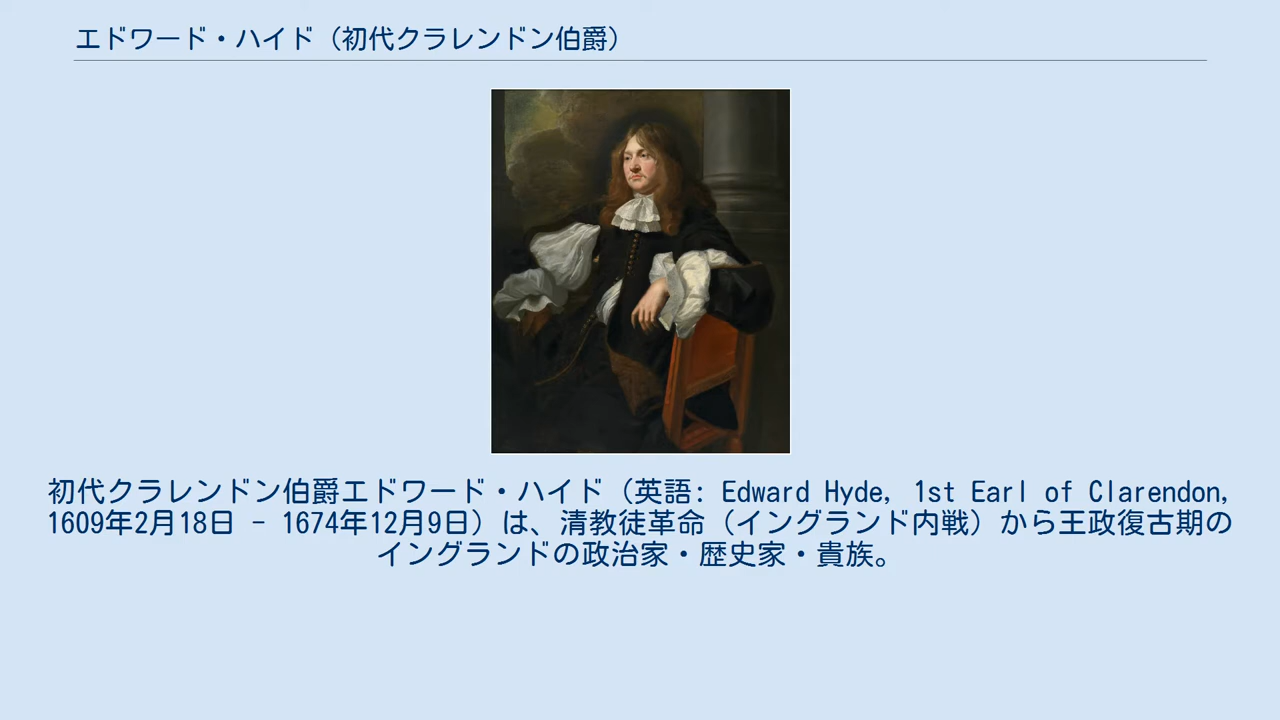 エドワード・ハイド（初代クラレンドン伯爵）
初代クラレンドン伯爵エドワード・ハイド（英語: Edward Hyde, 1st Earl of Clarendon,
1609年2月18日 - 1674年12月9日）は、清教徒革命（イングランド内戦）から王政復古期の
イングランドの政治家・歴史家・貴族。